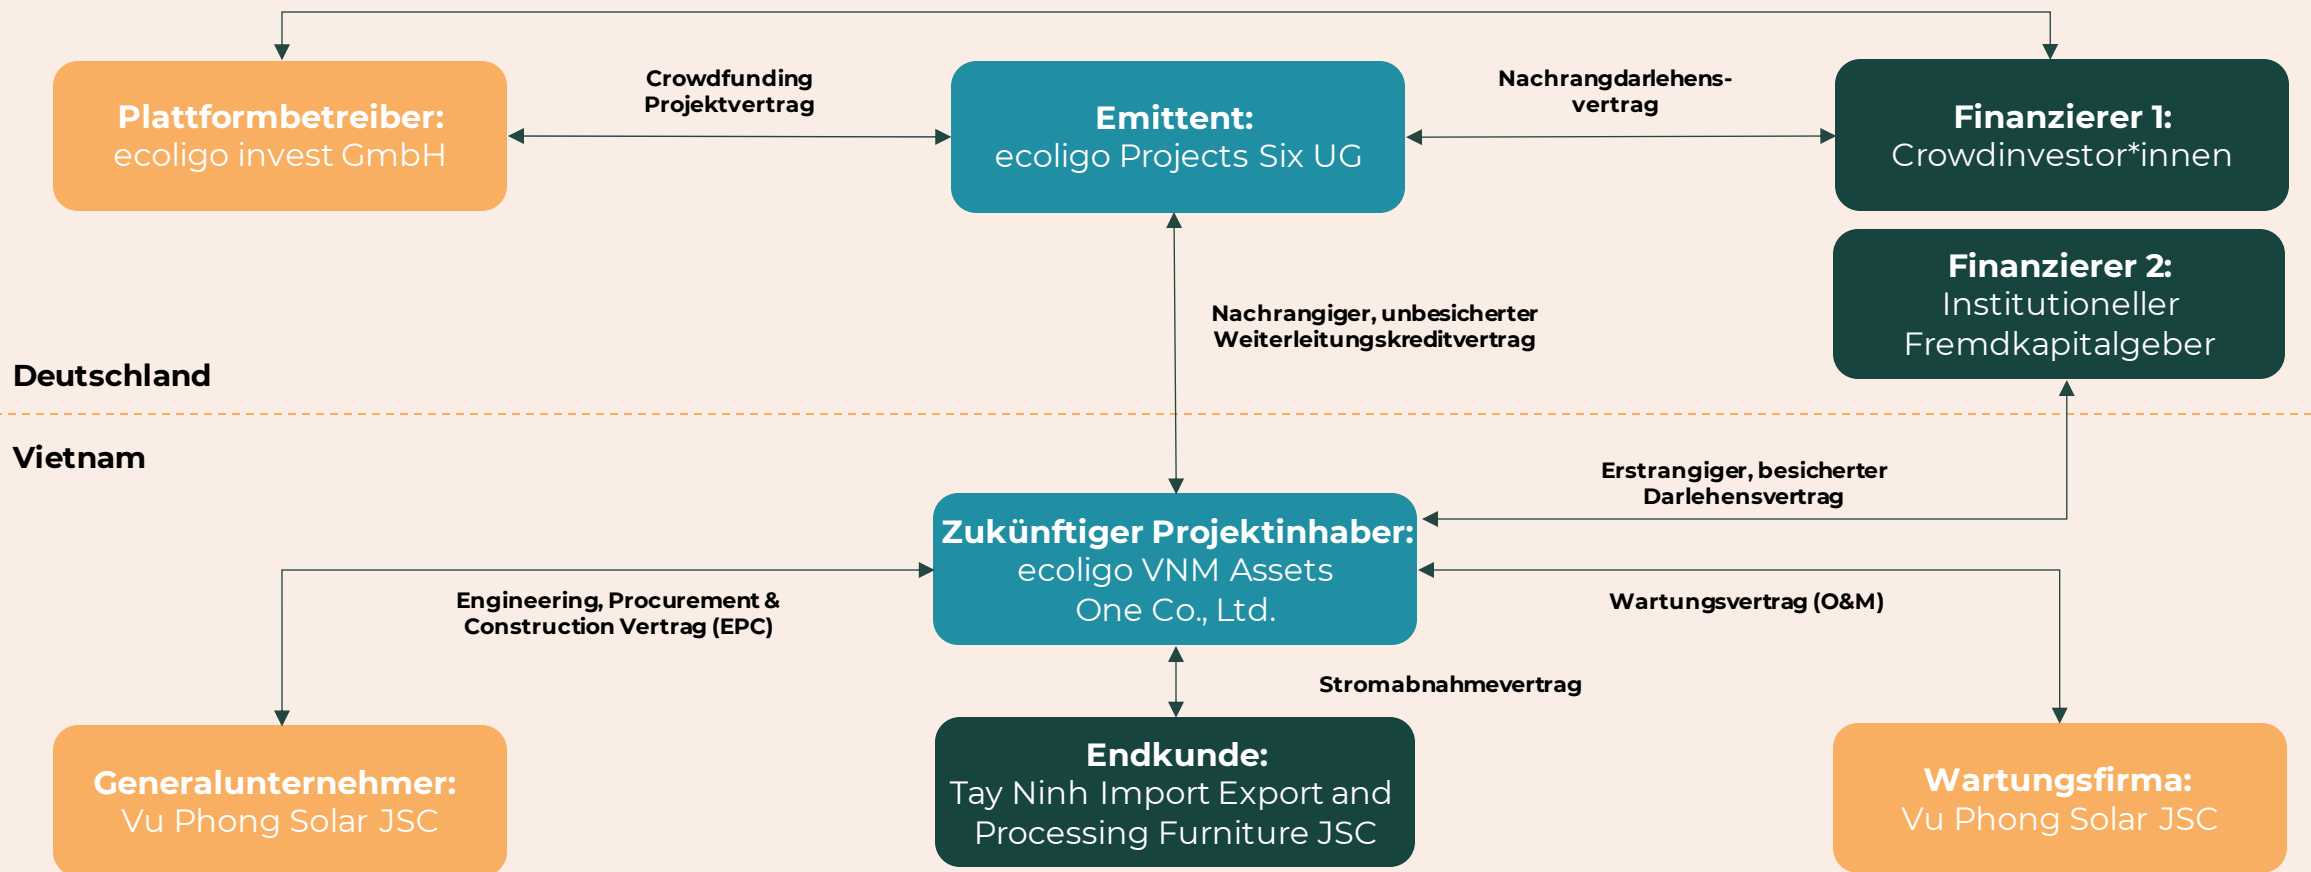 Plattformbetreiber:
ecoligo invest GmbH
Crowdfunding
Projektvertrag
Emittent:
ecoligo Projects Six UG
Nachrangdarlehens-
vertrag
Finanzierer 1:
Crowdinvestor*innen
Finanzierer 2:
Institutioneller
Fremdkapitalgeber
Nachrangiger, unbesicherter
Weiterleitungskreditvertrag
Deutschland
Vietnam
Erstrangiger, besicherter
Darlehensvertrag
Zukünftiger Projektinhaber:
ecoligo VNM Assets
One Co., Ltd.
Engineering, Procurement &
Construction Vertrag (EPC)
Wartungsvertrag (O&M)
Stromabnahmevertrag
Generalunternehmer:
Vu Phong Solar JSC
Endkunde:
Tay Ninh Import Export and
Processing Furniture JSC
Wartungsfirma:
Vu Phong Solar JSC